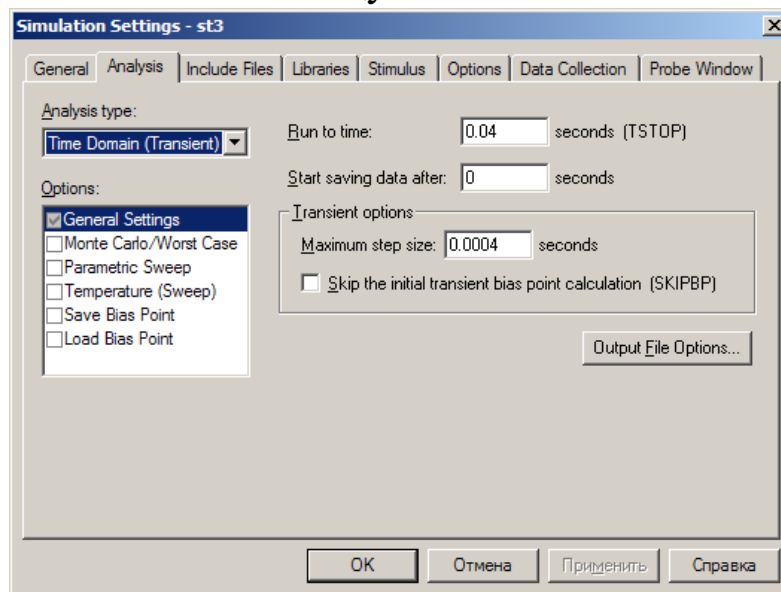 Simulation Settings - st3
General Analysis Include Files Libraries Stimulus Options Data Collection Probe Window
Analysis type:
Time Domain (Transient)
Options:
General Settings
Monte Carlo/Worst Case
Parametric Sweep
Temperature (Sweep)
Save Bias Point
Load Bias Point
Run to time: 0.04 seconds (TSTOP)
Start saving data after: 0 seconds
Transient options
Maximum step size: 0.0004 seconds
Skip the initial transient bias point calculation (SKIPBP)
Output File Options...
OK Отмена Применить Справка